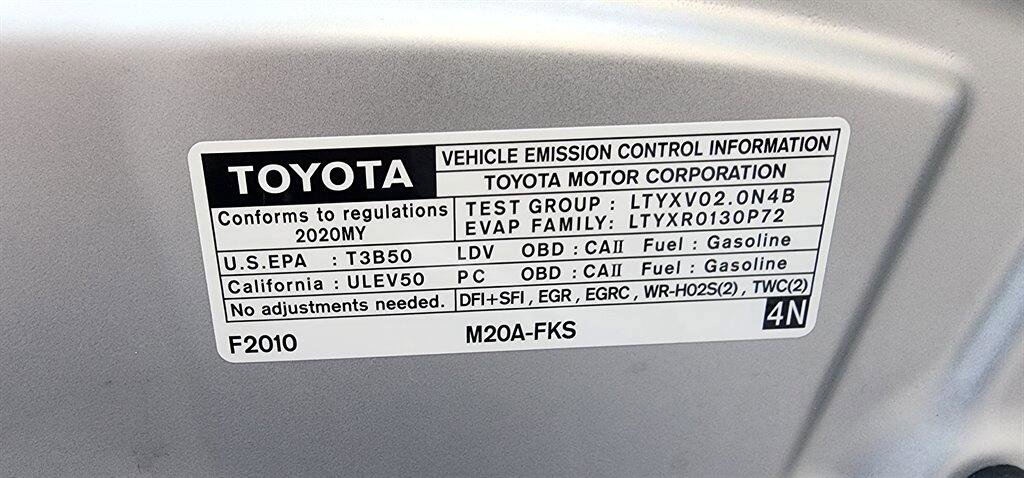 TOYOTA
VEHICLE EMISSION CONTROL INFORMATION
TOYOTA MOTOR CORPORATION
Conforms to regulations
2020MY
TEST GROUP : LTYXV02.0N4B
EVAP FAMILY: LTYXR0130P72
U.S.EPA : T3B50 LDV OBD : CAII Fuel : Gasoline
California : ULEV50 PC OBD : CAII Fuel : Gasoline
No adjustments needed. DFI+SFI, EGR, EGRC, WR-HO2S(2), TWC(2)
F2010 M20A-FKS 4N